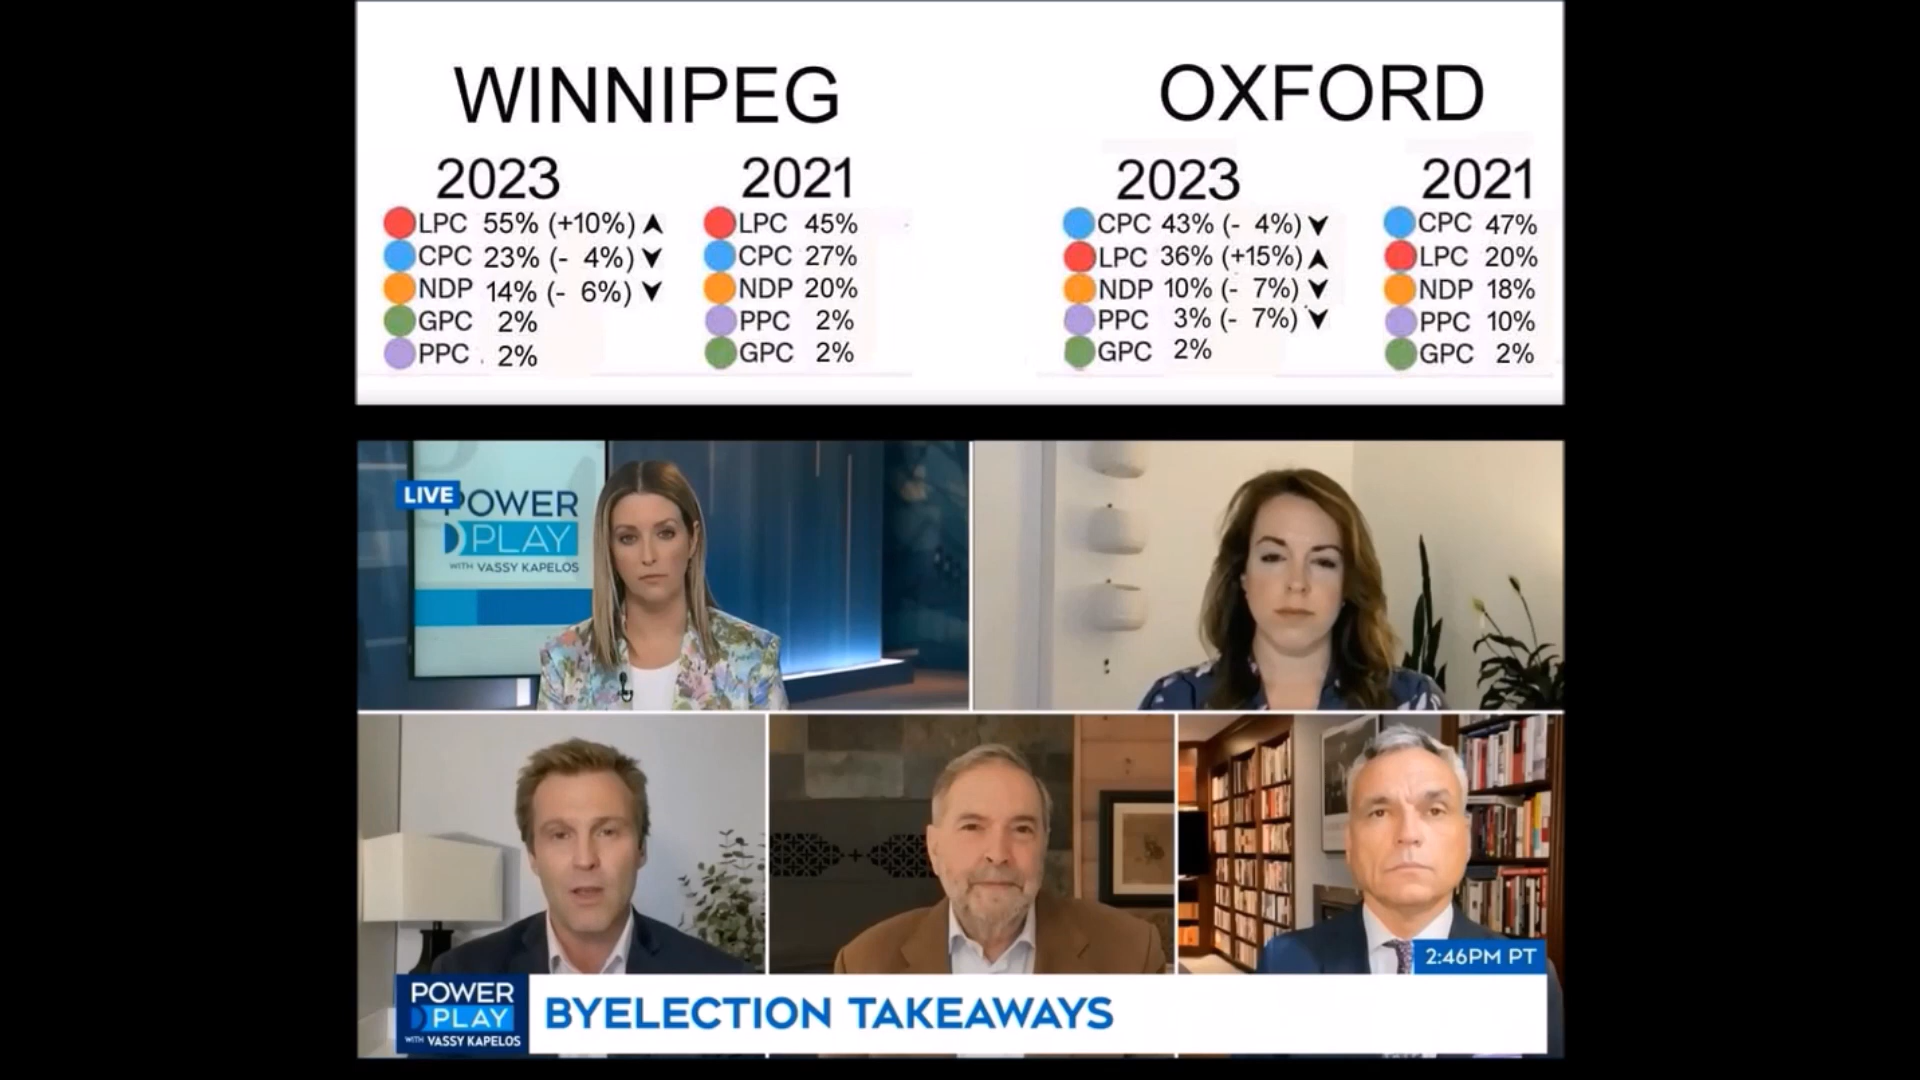 WINNIPEG
2023
LPC 55% (+10%) ⮝
CPC 23% (- 4%) ⮟
NDP 14% (- 6%) ⮟
GPC 2%
PPC . 2%
2021
LPC 45%
CPC 27%
NDP 20%
PPC 2%
GPC 2%
OXFORD
2023
CPC 43% (- 4%) ⮟
LPC 36% (+15%) ⮝
NDP 10% (- 7%) ⮟
PPC 3% (- 7%) ⮟
GPC 2%
2021
CPC 47%
LPC 20%
NDP 18%
PPC 10%
GPC 2%
LIVE
POWER
PLAY
WITH VASSY KAPELOS
2:46PM PT
POWER
PLAY
WITH VASSY KAPELOS
BYELECTION TAKEAWAYS